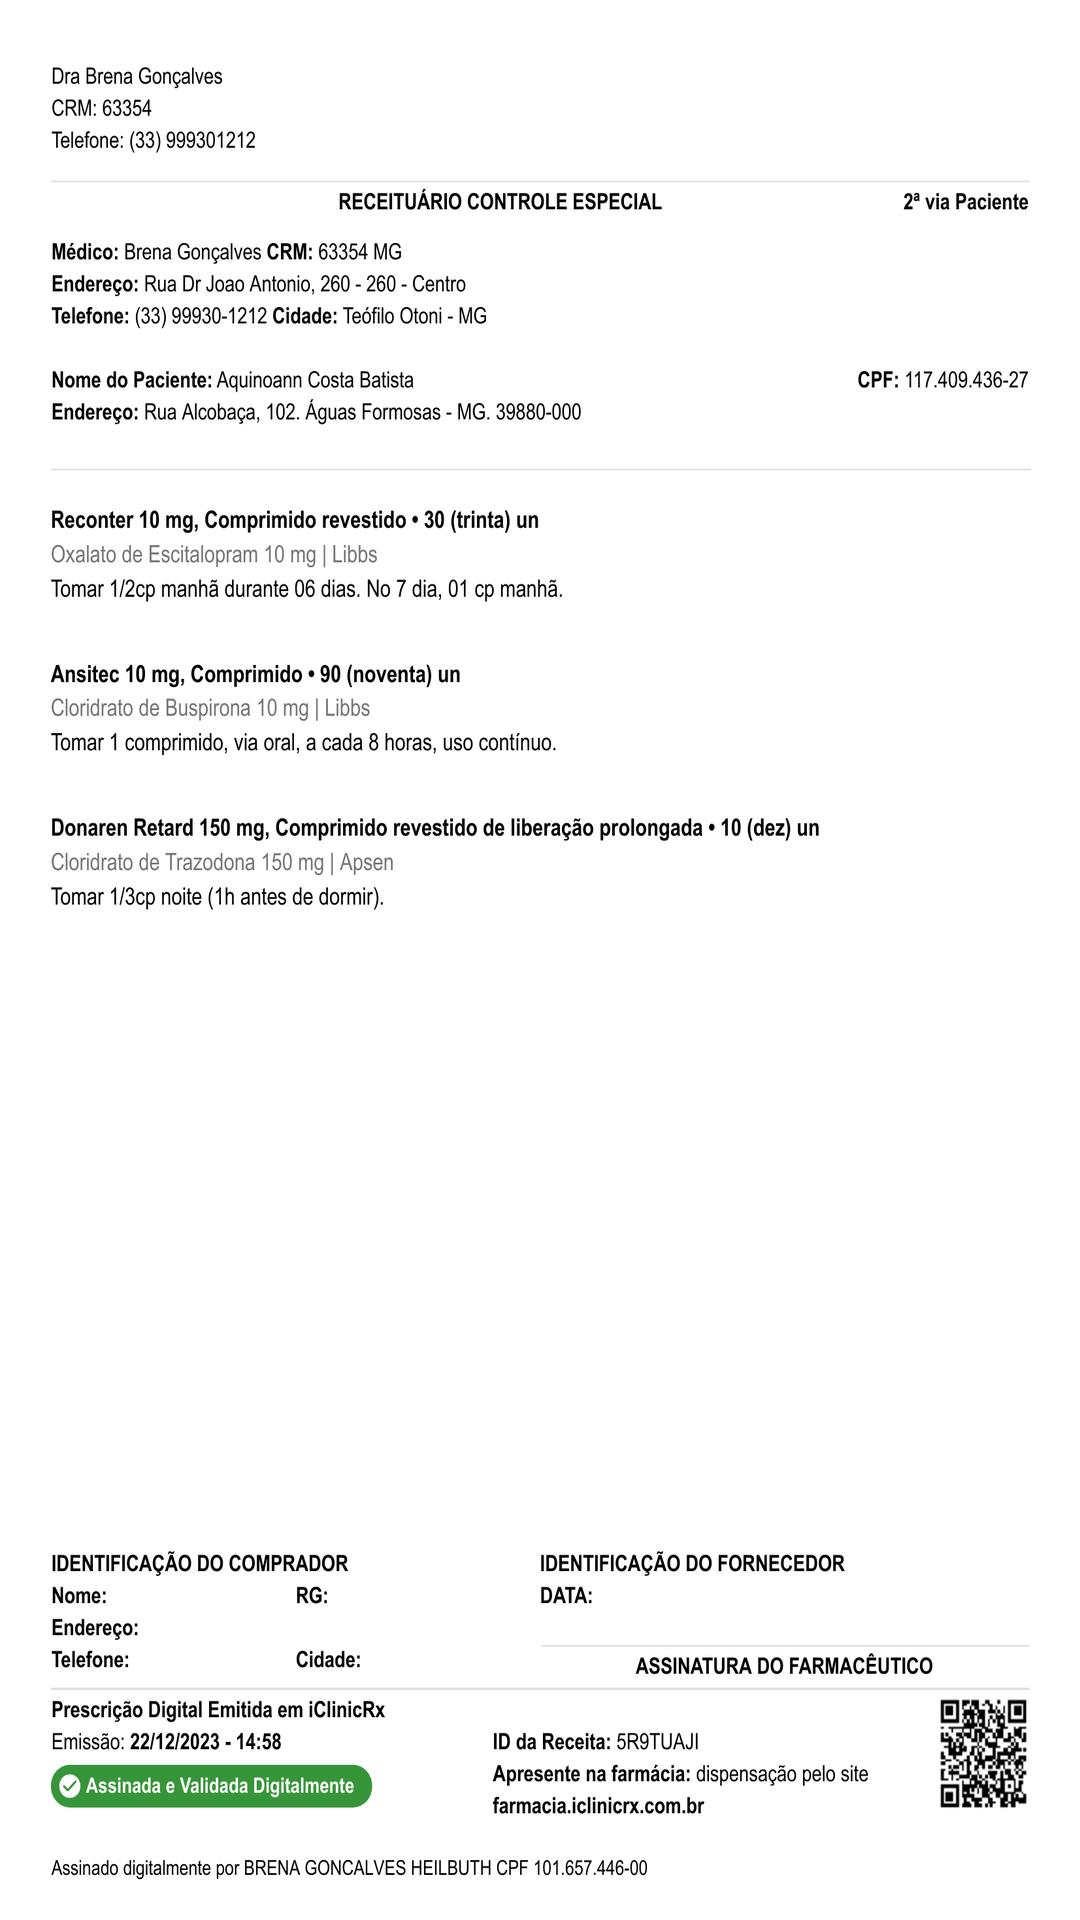 Dra Brena Gonçalves
CRM: 63354
Telefone: (33) 999301212
RECEITUÁRIO CONTROLE ESPECIAL 2ª via Paciente
Médico: Brena Gonçalves CRM: 63354 MG
Endereço: Rua Dr Joao Antonio, 260 - 260 - Centro
Telefone: (33) 99930-1212 Cidade: Teófilo Otoni - MG
Nome do Paciente: Aquinoann Costa Batista CPF: 117.409.436-27
Endereço: Rua Alcobaça, 102. Águas Formosas - MG. 39880-000
Reconter 10 mg, Comprimido revestido • 30 (trinta) un
Oxalato de Escitalopram 10 mg | Libbs
Tomar 1/2cp manhã durante 06 dias. No 7 dia, 01 cp manhã.
Ansitec 10 mg, Comprimido • 90 (noventa) un
Cloridrato de Buspirona 10 mg | Libbs
Tomar 1 comprimido, via oral, a cada 8 horas, uso contínuo.
Donaren Retard 150 mg, Comprimido revestido de liberação prolongada • 10 (dez) un
Cloridrato de Trazodona 150 mg | Apsen
Tomar 1/3cp noite (1h antes de dormir).
IDENTIFICAÇÃO DO COMPRADOR
Nome: RG:
Endereço:
Telefone: Cidade:
IDENTIFICAÇÃO DO FORNECEDOR
DATA:
ASSINATURA DO FARMACÊUTICO
Prescrição Digital Emitida em iClinicRx
Emissão: 22/12/2023 - 14:58
Assinada e Validada Digitalmente
ID da Receita: 5R9TUAJI
Apresente na farmácia: dispensação pelo site
farmacia.iclinicrx.com.br
Assinado digitalmente por BRENA GONCALVES HEILBUTH CPF 101.657.446-00